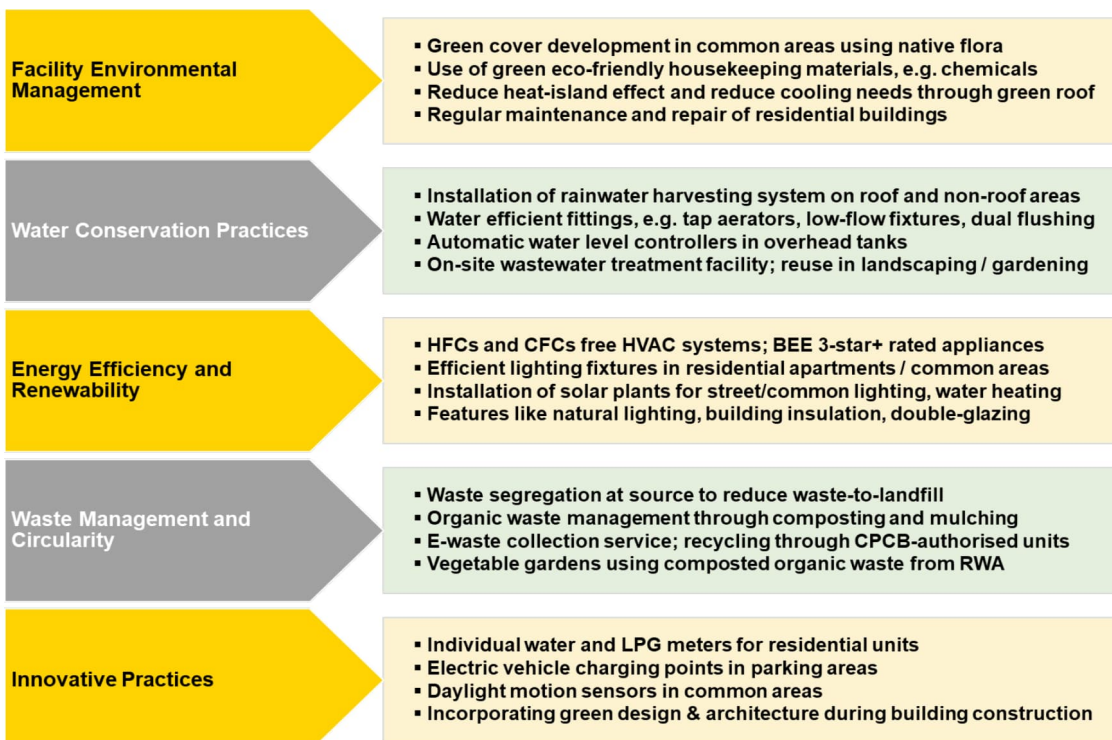 Facility Environmental
Management
▪ Green cover development in common areas using native flora
▪ Use of green eco-friendly housekeeping materials, e.g. chemicals
▪ Reduce heat-island effect and reduce cooling needs through green roof
▪ Regular maintenance and repair of residential buildings
Water Conservation Practices
▪ Installation of rainwater harvesting system on roof and non-roof areas
▪ Water efficient fittings, e.g. tap aerators, low-flow fixtures, dual flushing
▪ Automatic water level controllers in overhead tanks
▪ On-site wastewater treatment facility; reuse in landscaping / gardening
Energy Efficiency and
Renewability
▪ HFCs and CFCs free HVAC systems; BEE 3-star+ rated appliances
▪ Efficient lighting fixtures in residential apartments / common areas
▪ Installation of solar plants for street/common lighting, water heating
▪ Features like natural lighting, building insulation, double-glazing
Waste Management and
Circularity
▪ Waste segregation at source to reduce waste-to-landfill
▪ Organic waste management through composting and mulching
▪ E-waste collection service; recycling through CPCB-authorised units
▪ Vegetable gardens using composted organic waste from RWA
Innovative Practices
▪ Individual water and LPG meters for residential units
▪ Electric vehicle charging points in parking areas
▪ Daylight motion sensors in common areas
▪ Incorporating green design & architecture during building construction